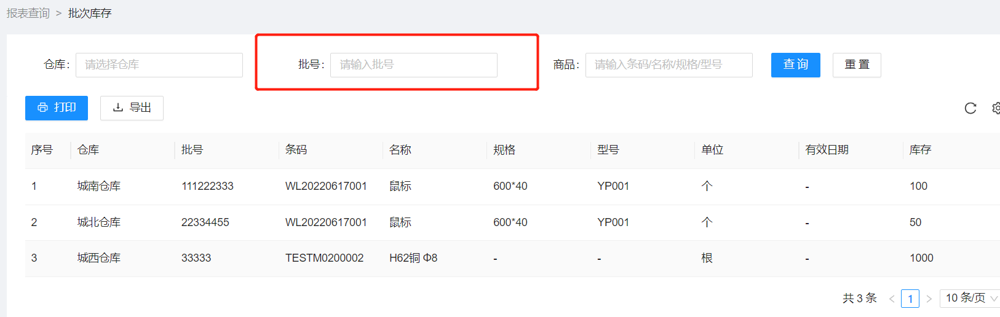 报表查询 > 批次库存
仓库: 请选择仓库 批号: 请输入批号 商品: 请输入条码/名称/规格/型号 查 询 重 置
打印 导出
序号 仓库 批号 条码 名称 规格 型号 单位 有效日期 库存
1 城南仓库 111222333 WL20220617001 鼠标 600*40 YP001 个 - 100
2 城北仓库 22334455 WL20220617001 鼠标 600*40 YP001 个 - 50
3 城西仓库 33333 TESTM0200002 H62铜 Φ8 - - 根 - 1000
共 3 条 < 1 > 10 条/页